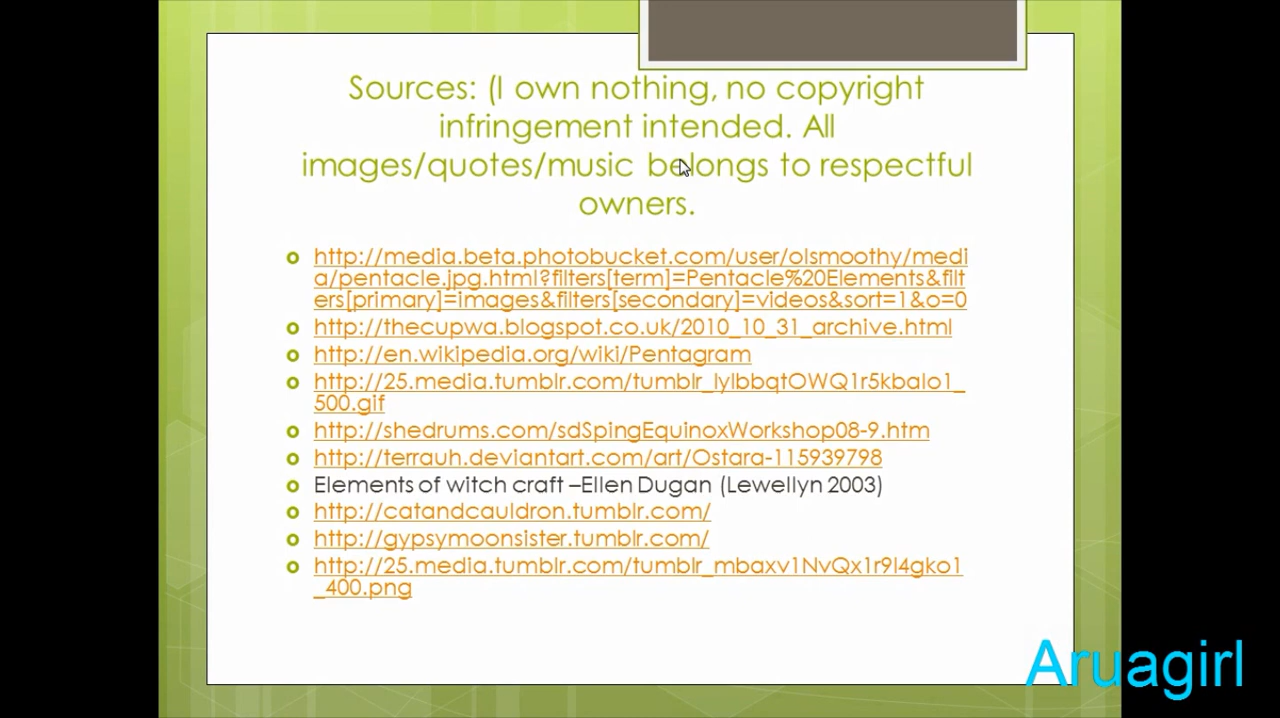 Sources: (I own nothing, no copyright
infringement intended. All
images/quotes/music belongs to respectful
owners.
http://media.beta.photobucket.com/user/olsmoothy/medi
a/pentacle.jpg.html?filters[term]=Pentacle%20Elements&filt
ers[primary]=images&filters[secondary]=videos&sort=1&o=0
http://thecupwa.blogspot.co.uk/2010_10_31_archive.html
http://en.wikipedia.org/wiki/Pentagram
http://25.media.tumblr.com/tumblr_lylbbqtOWQ1r5kbalo1_
500.gif
http://shedrums.com/sdSpingEquinoxWorkshop08-9.htm
http://terrauh.deviantart.com/art/Ostara-115939798
Elements of witch craft –Ellen Dugan (Lewellyn 2003)
http://catandcauldron.tumblr.com/
http://gypsymoonsister.tumblr.com/
http://25.media.tumblr.com/tumblr_mbaxv1NvQx1r9l4gko1
_400.png
Aruagirl